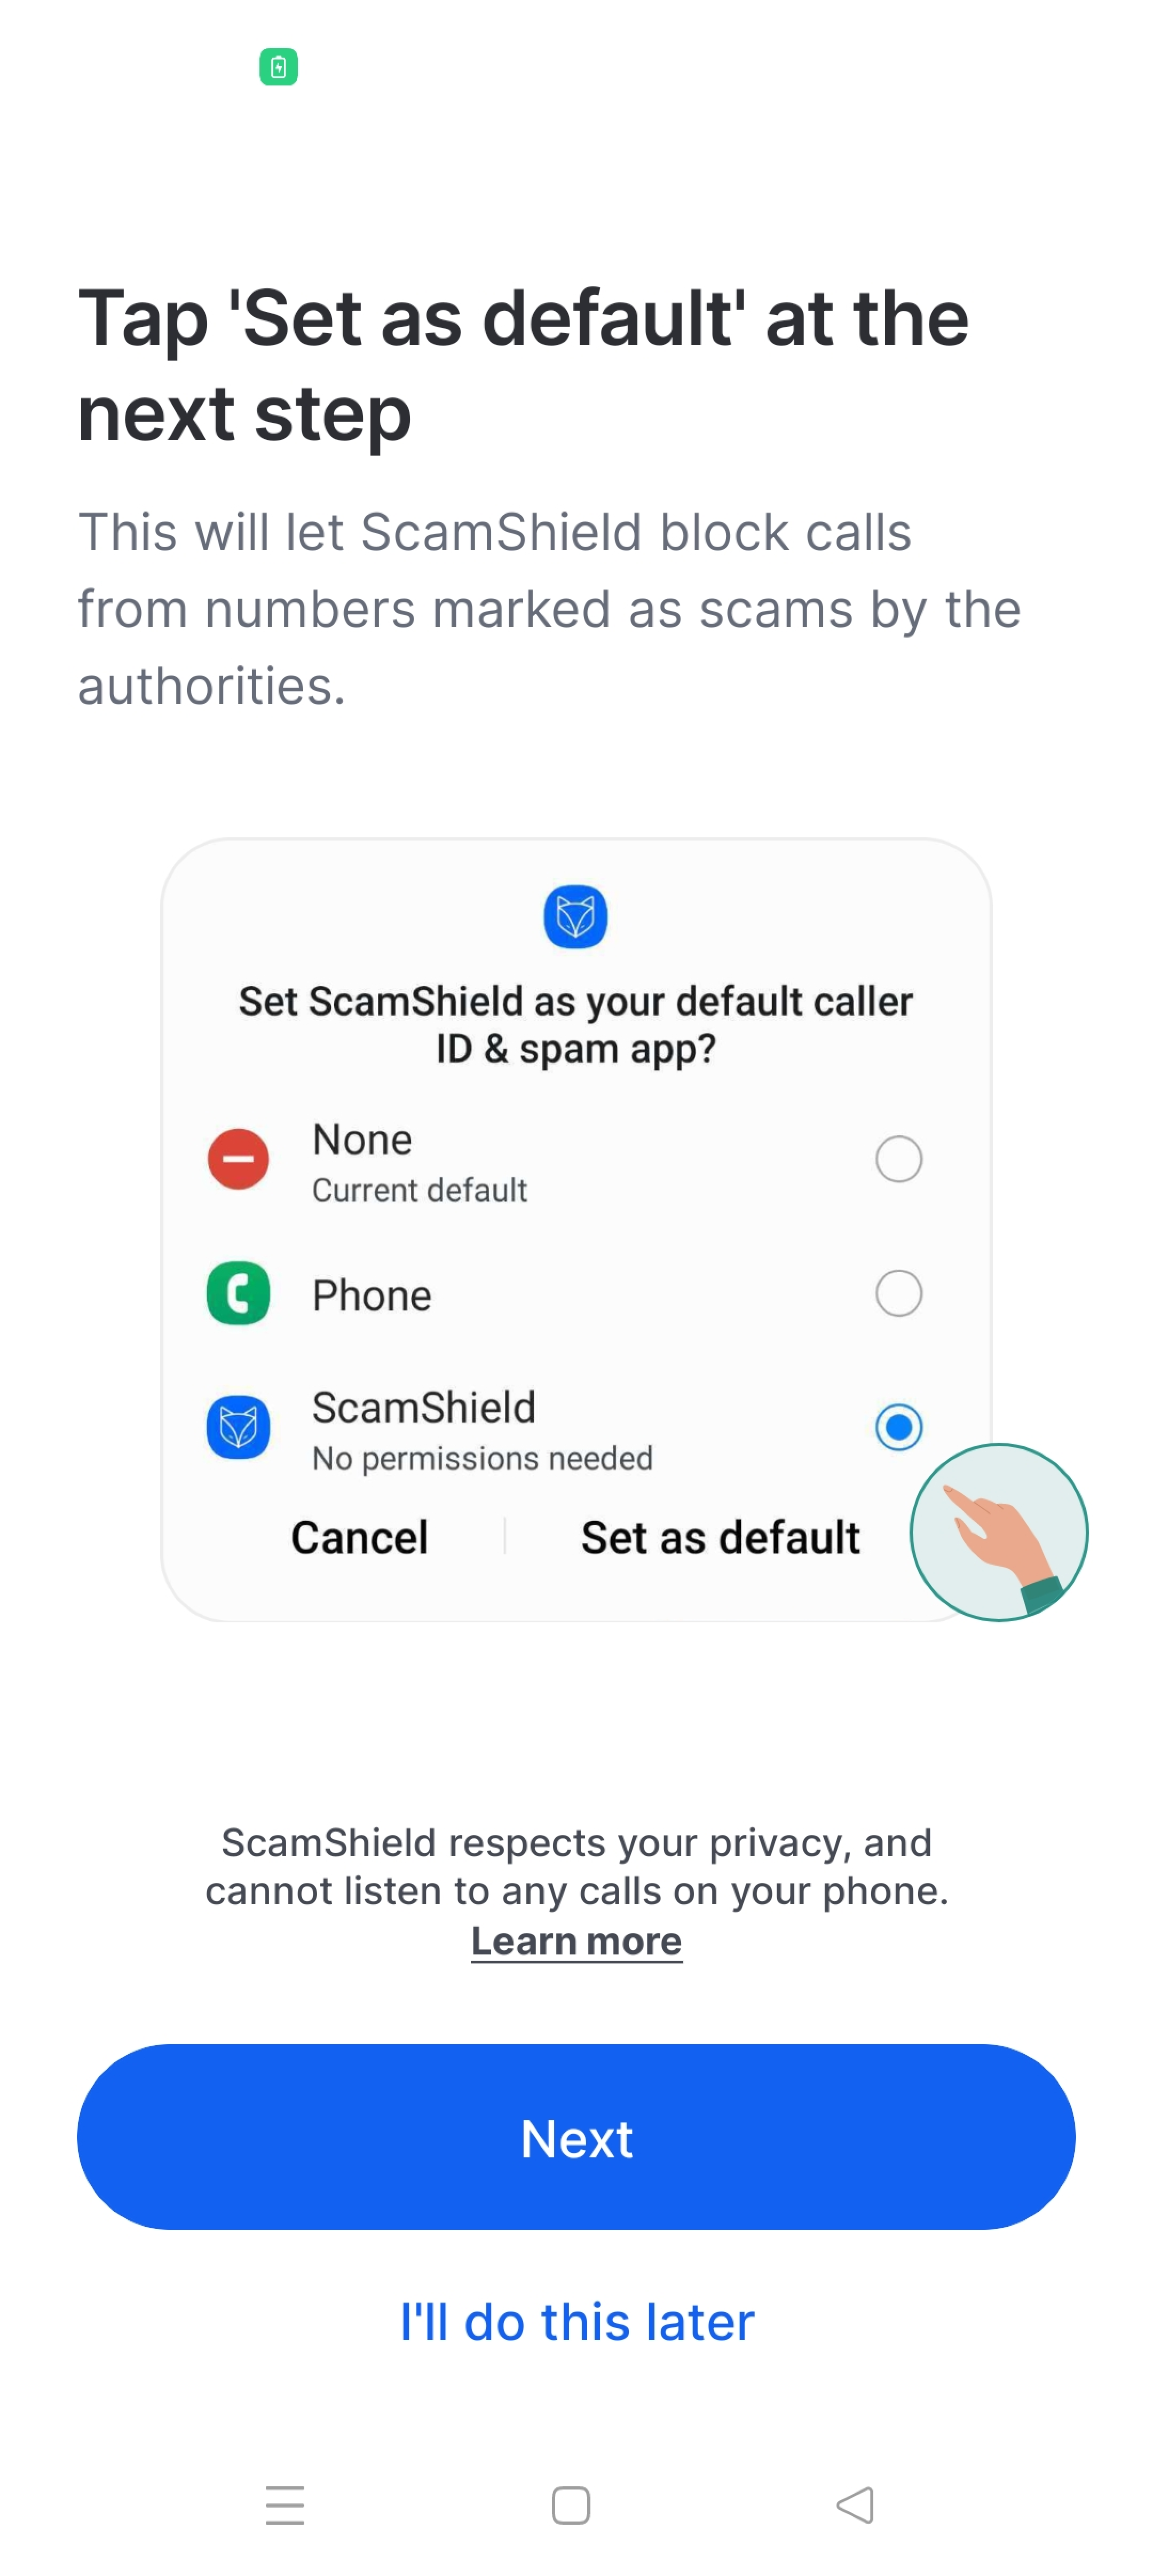 Tap 'Set as default' at the
next step
This will let ScamShield block calls
from numbers marked as scams by the
authorities.
Set ScamShield as your default caller
ID & spam app?
None
Current default
Phone
ScamShield
No permissions needed
Cancel
Set as default
ScamShield respects your privacy, and
cannot listen to any calls on your phone.
Learn more
Next
I'll do this later